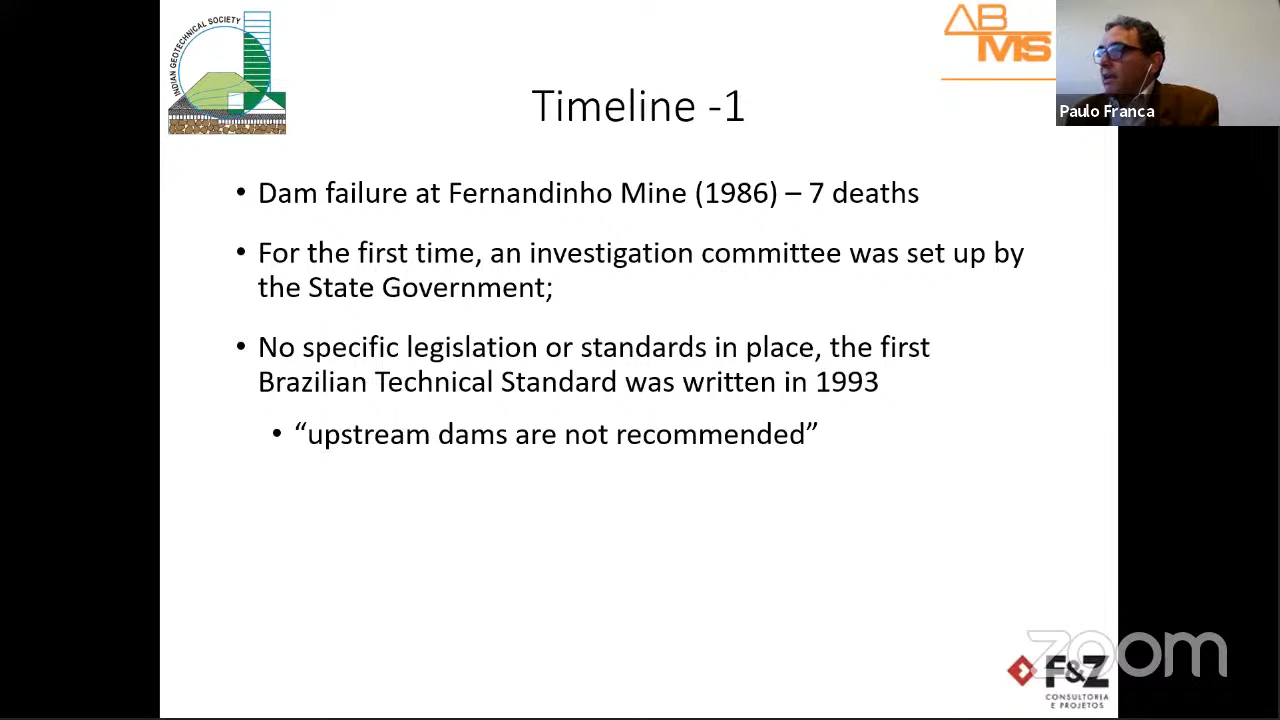 INDIAN GEOTECHNICAL SOCIETY
ABMS
Paulo Franca
Timeline -1
• Dam failure at Fernandinho Mine (1986) – 7 deaths
• For the first time, an investigation committee was set up by
the State Government;
• No specific legislation or standards in place, the first
Brazilian Technical Standard was written in 1993
• “upstream dams are not recommended”
zoom
F&Z
CONSULTORIA
E PROJETOS